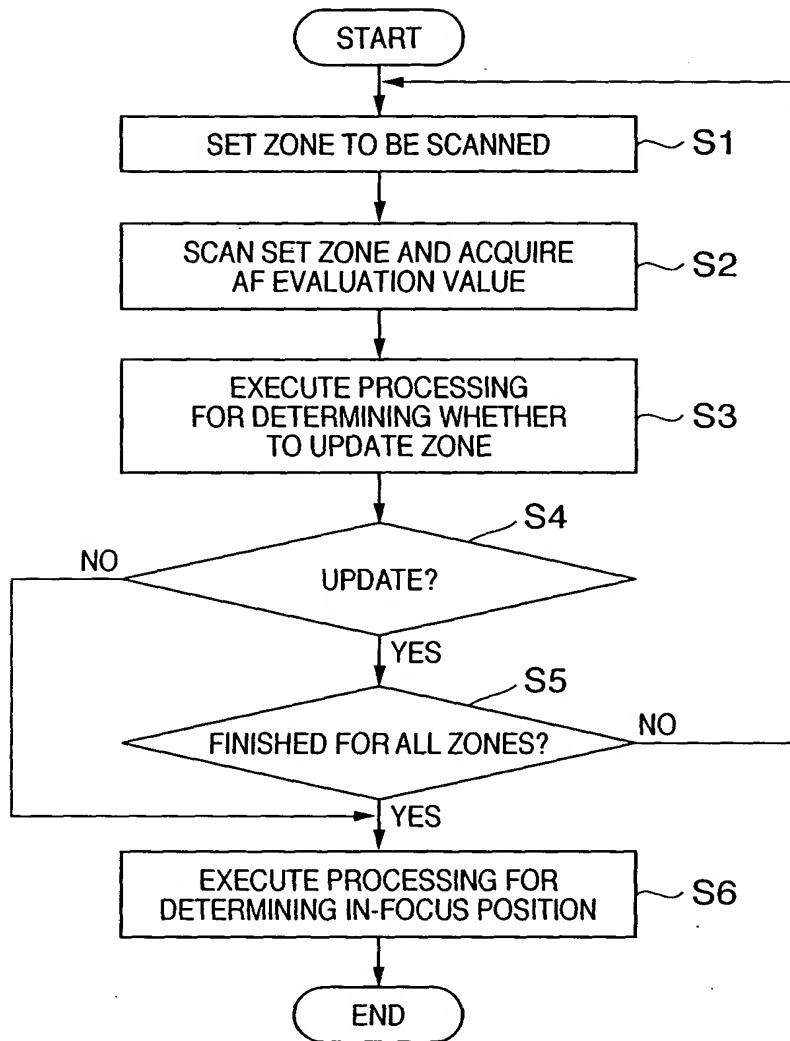 START
SET ZONE TO BE SCANNED
S1
SCAN SET ZONE AND ACQUIRE
AF EVALUATION VALUE
S2
EXECUTE PROCESSING
FOR DETERMINING WHETHER
TO UPDATE ZONE
S3
S4
NO
UPDATE?
YES
S5
FINISHED FOR ALL ZONES?
NO
YES
EXECUTE PROCESSING FOR
DETERMINING IN-FOCUS POSITION
S6
END